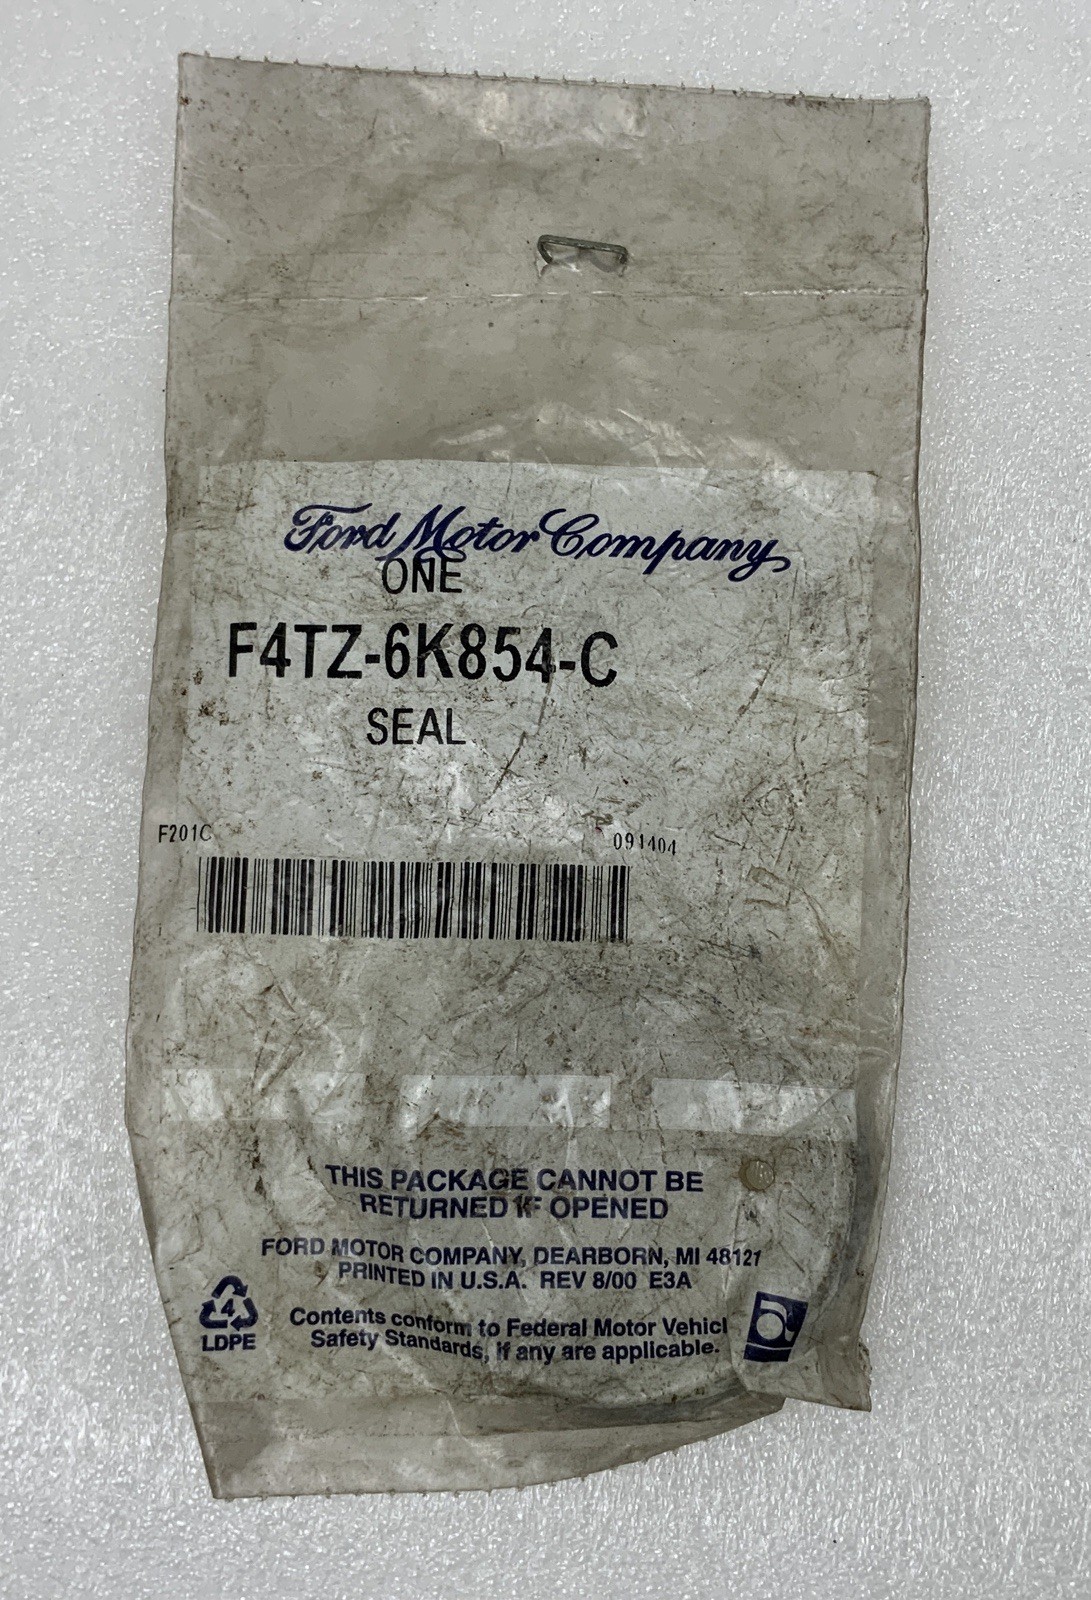 Ford Motor Company
ONE
F4TZ-6K854-C
SEAL
F201C 091404
THIS PACKAGE CANNOT BE
RETURNED IF OPENED
FORD MOTOR COMPANY, DEARBORN, MI 48121
PRINTED IN U.S.A. REV 8/00 E3A
4
LDPE
Contents conform to Federal Motor Vehicl
Safety Standards, if any are applicable.